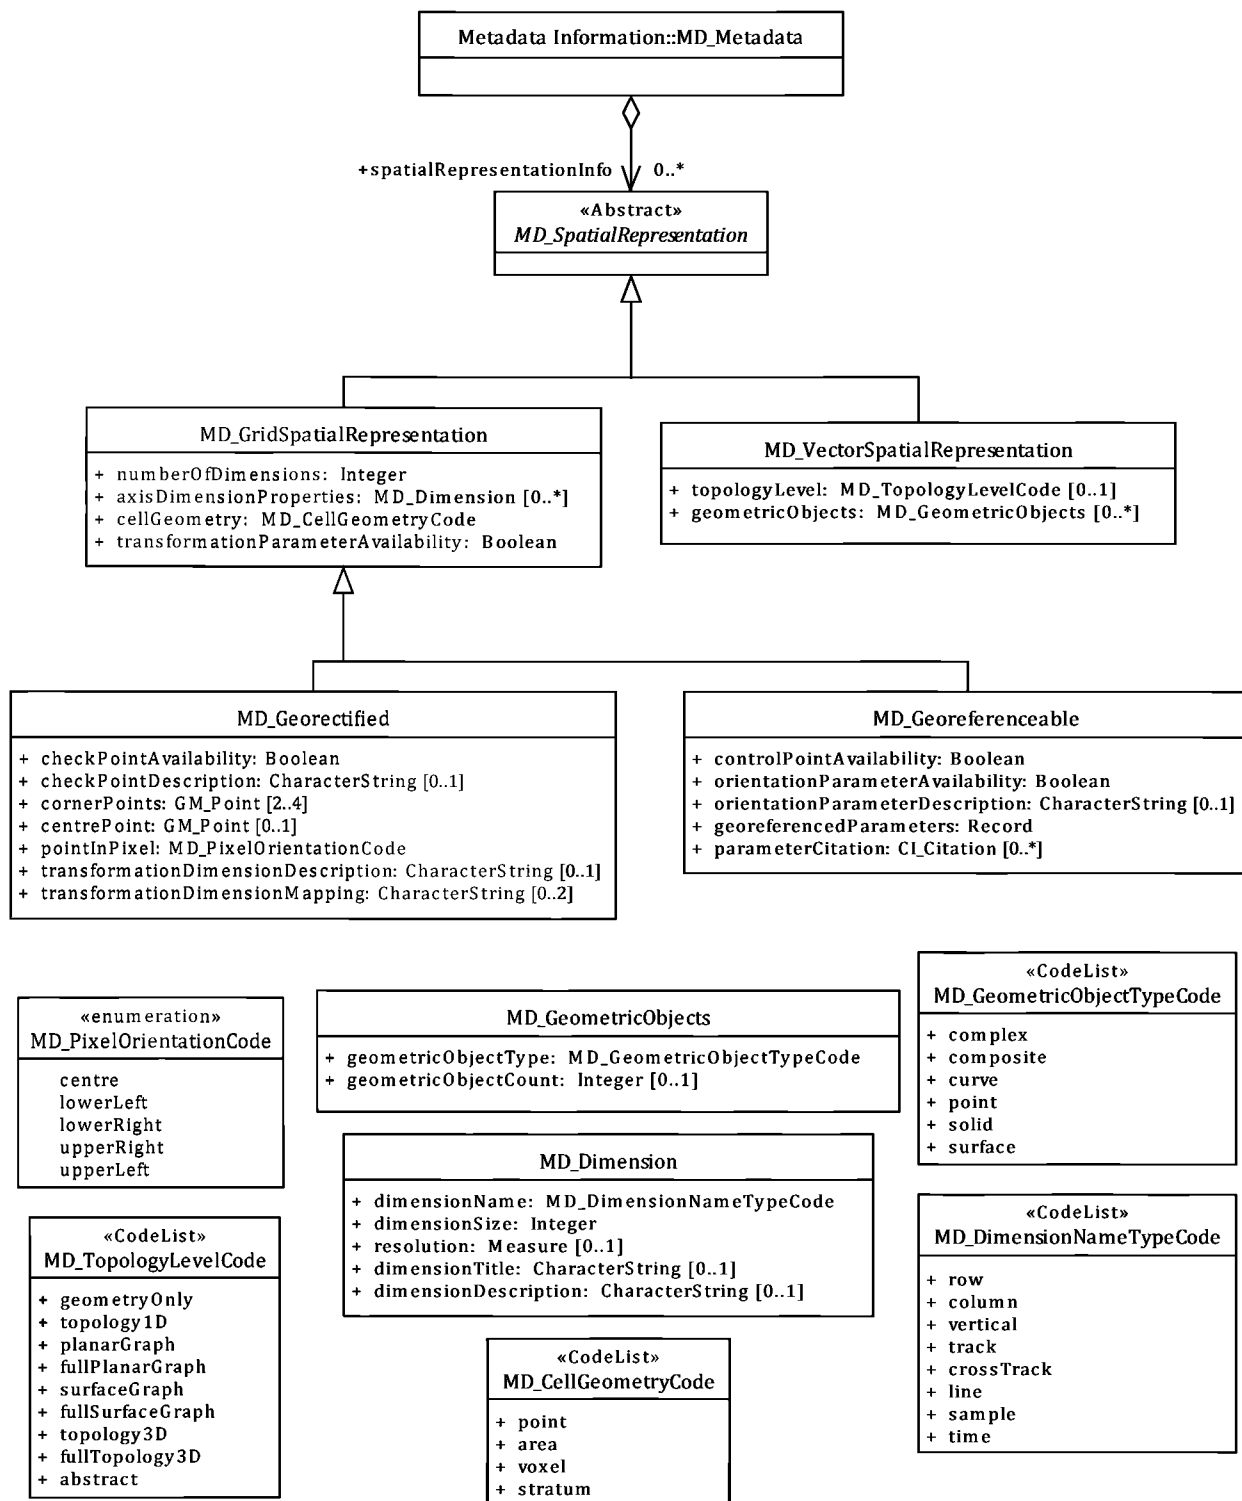 Metadata Information::MD_Metadata
+spatialRepresentationInfo 0..*
«Abstract»
MD_SpatialRepresentation
MD_GridSpatialRepresentation
+ numberOfDimensions: Integer
+ axisDimensionProperties: MD_Dimension [0..*]
+ cellGeometry: MD_CellGeometryCode
+ transformationParameterAvailability: Boolean
MD_VectorSpatialRepresentation
+ topologyLevel: MD_TopologyLevelCode [0..1]
+ geometricObjects: MD_GeometricObjects [0..*]
MD_Georectified
+ checkPointAvailability: Boolean
+ checkPointDescription: CharacterString [0..1]
+ cornerPoints: GM_Point [2..4]
+ centrePoint: GM_Point [0..1]
+ pointInPixel: MD_PixelOrientationCode
+ transformationDimensionDescription: CharacterString [0..1]
+ transformationDimensionMapping: CharacterString [0..2]
MD_Georeferenceable
+ controlPointAvailability: Boolean
+ orientationParameterAvailability: Boolean
+ orientationParameterDescription: CharacterString [0..1]
+ georeferencedParameters: Record
+ parameterCitation: CI_Citation [0..*]
«enumeration»
MD_PixelOrientationCode
centre
lowerLeft
lowerRight
upperRight
upperLeft
MD_GeometricObjects
+ geometricObjectType: MD_GeometricObjectTypeCode
+ geometricObjectCount: Integer [0..1]
«CodeList»
MD_GeometricObjectTypeCode
+ complex
+ composite
+ curve
+ point
+ solid
+ surface
MD_Dimension
+ dimensionName: MD_DimensionNameTypeCode
+ dimensionSize: Integer
+ resolution: Measure [0..1]
+ dimensionTitle: CharacterString [0..1]
+ dimensionDescription: CharacterString [0..1]
«CodeList»
MD_TopologyLevelCode
+ geometryOnly
+ topology1D
+ planarGraph
+ fullPlanarGraph
+ surfaceGraph
+ fullSurfaceGraph
+ topology3D
+ fullTopology3D
+ abstract
«CodeList»
MD_CellGeometryCode
+ point
+ area
+ voxel
+ stratum
«CodeList»
MD_DimensionNameTypeCode
+ row
+ column
+ vertical
+ track
+ crossTrack
+ line
+ sample
+ time